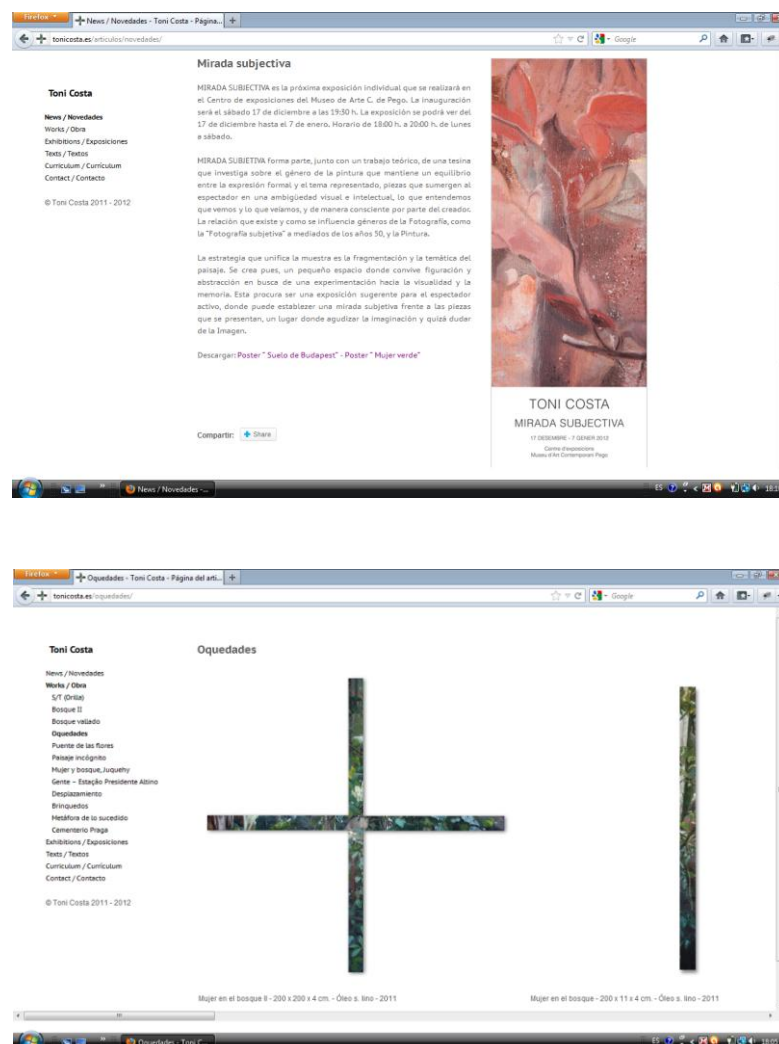 Firefox
News / Novedades - Toni Costa - Página...
tonicosta.es/articulos/novedades/
Google
Toni Costa
News / Novedades
Works / Obra
Exhibitions / Exposiciones
Texts / Textos
Curriculum / Currículum
Contact / Contacto
© Toni Costa 2011 - 2012
Mirada subjectiva
MIRADA SUBJETIVA es la próxima exposición individual que se realizará en
el Centro de exposiciones del Museo de Arte C. de Pego. La inauguración
será el sábado 17 de diciembre a las 19:30 h. La exposición se podrá ver del
17 de diciembre hasta el 7 de enero. Horario de 18:00 h. a 20:00 h. de lunes
a sábado.
MIRADA SUBJETIVA forma parte, junto con un trabajo teórico, de una tesina
que investiga sobre el género de la pintura que mantiene un equilibrio
entre la expresión formal y el tema representado, piezas que sumergen al
espectador en una ambigüedad visual e intelectual, lo que entendemos
que vemos y lo que veíamos, y de manera consciente por parte del creador.
La relación que existe y como se influencia géneros de la Fotografía, como
la "Fotografía subjetiva" a mediados de los años 50, y la Pintura.
La estrategia que unifica la muestra es la fragmentación y la temática del
paisaje. Se crea pues, un pequeño espacio donde convive figuración y
abstracción en busca de una experimentación hacia la visualidad y la
memoria. Esta procura ser una exposición sugerente para el espectador
activo, donde puede establezer una mirada subjetiva frente a las piezas
que se presentan, un lugar donde agudizar la imaginación y quizá dudar
de la Imagen.
Descargar: Poster " Suelo de Budapest" - Poster " Mujer verde"
Compartir: Share
TONI COSTA
MIRADA SUBJECTIVA
17 DESEMBRE - 7 GENER 2012
Centre d'exposicions
Museu d'Art Contemporani Pego
News / Novedades -...
ES
Firefox
Oquedades - Toni Costa - Página del arti...
tonicosta.es/oquedades/
Google
Toni Costa
News / Novedades
Works / Obra
S/T (Orilla)
Bosque II
Bosque vallado
Oquedades
Puente de las flores
Paisaje incógnito
Mujer y bosque, Juquehy
Gente – Estação Presidente Altino
Desplazamiento
Brinquedos
Metáfora de lo sucedido
Cementerio Praga
Exhibitions / Exposiciones
Texts / Textos
Curriculum / Currículum
Contact / Contacto
© Toni Costa 2011 - 2012
Oquedades
Mujer en el bosque II - 200 x 200 x 4 cm. - Óleo s. lino - 2011
Mujer en el bosque - 200 x 11 x 4 cm. - Óleo s. lino - 2011
Oquedades - Toni C...
ES